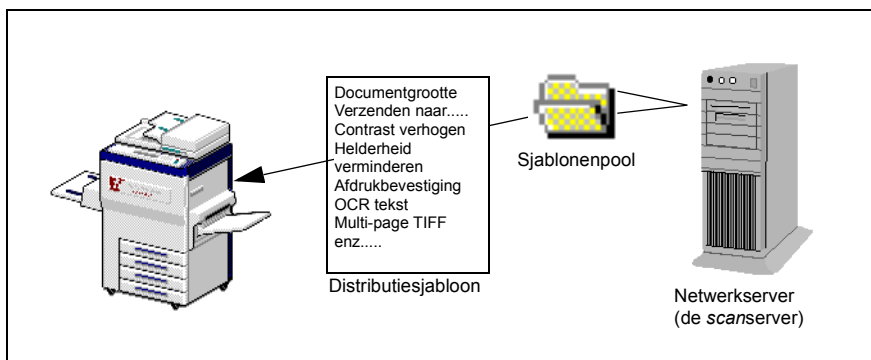 Documentgrootte
Verzenden naar.....
Contrast verhogen
Helderheid
verminderen
Afdrukbevestiging
OCR tekst
Multi-page TIFF
enz.....
Distributiesjabloon
Sjablonenpool
Netwerkserver
(de scanserver)